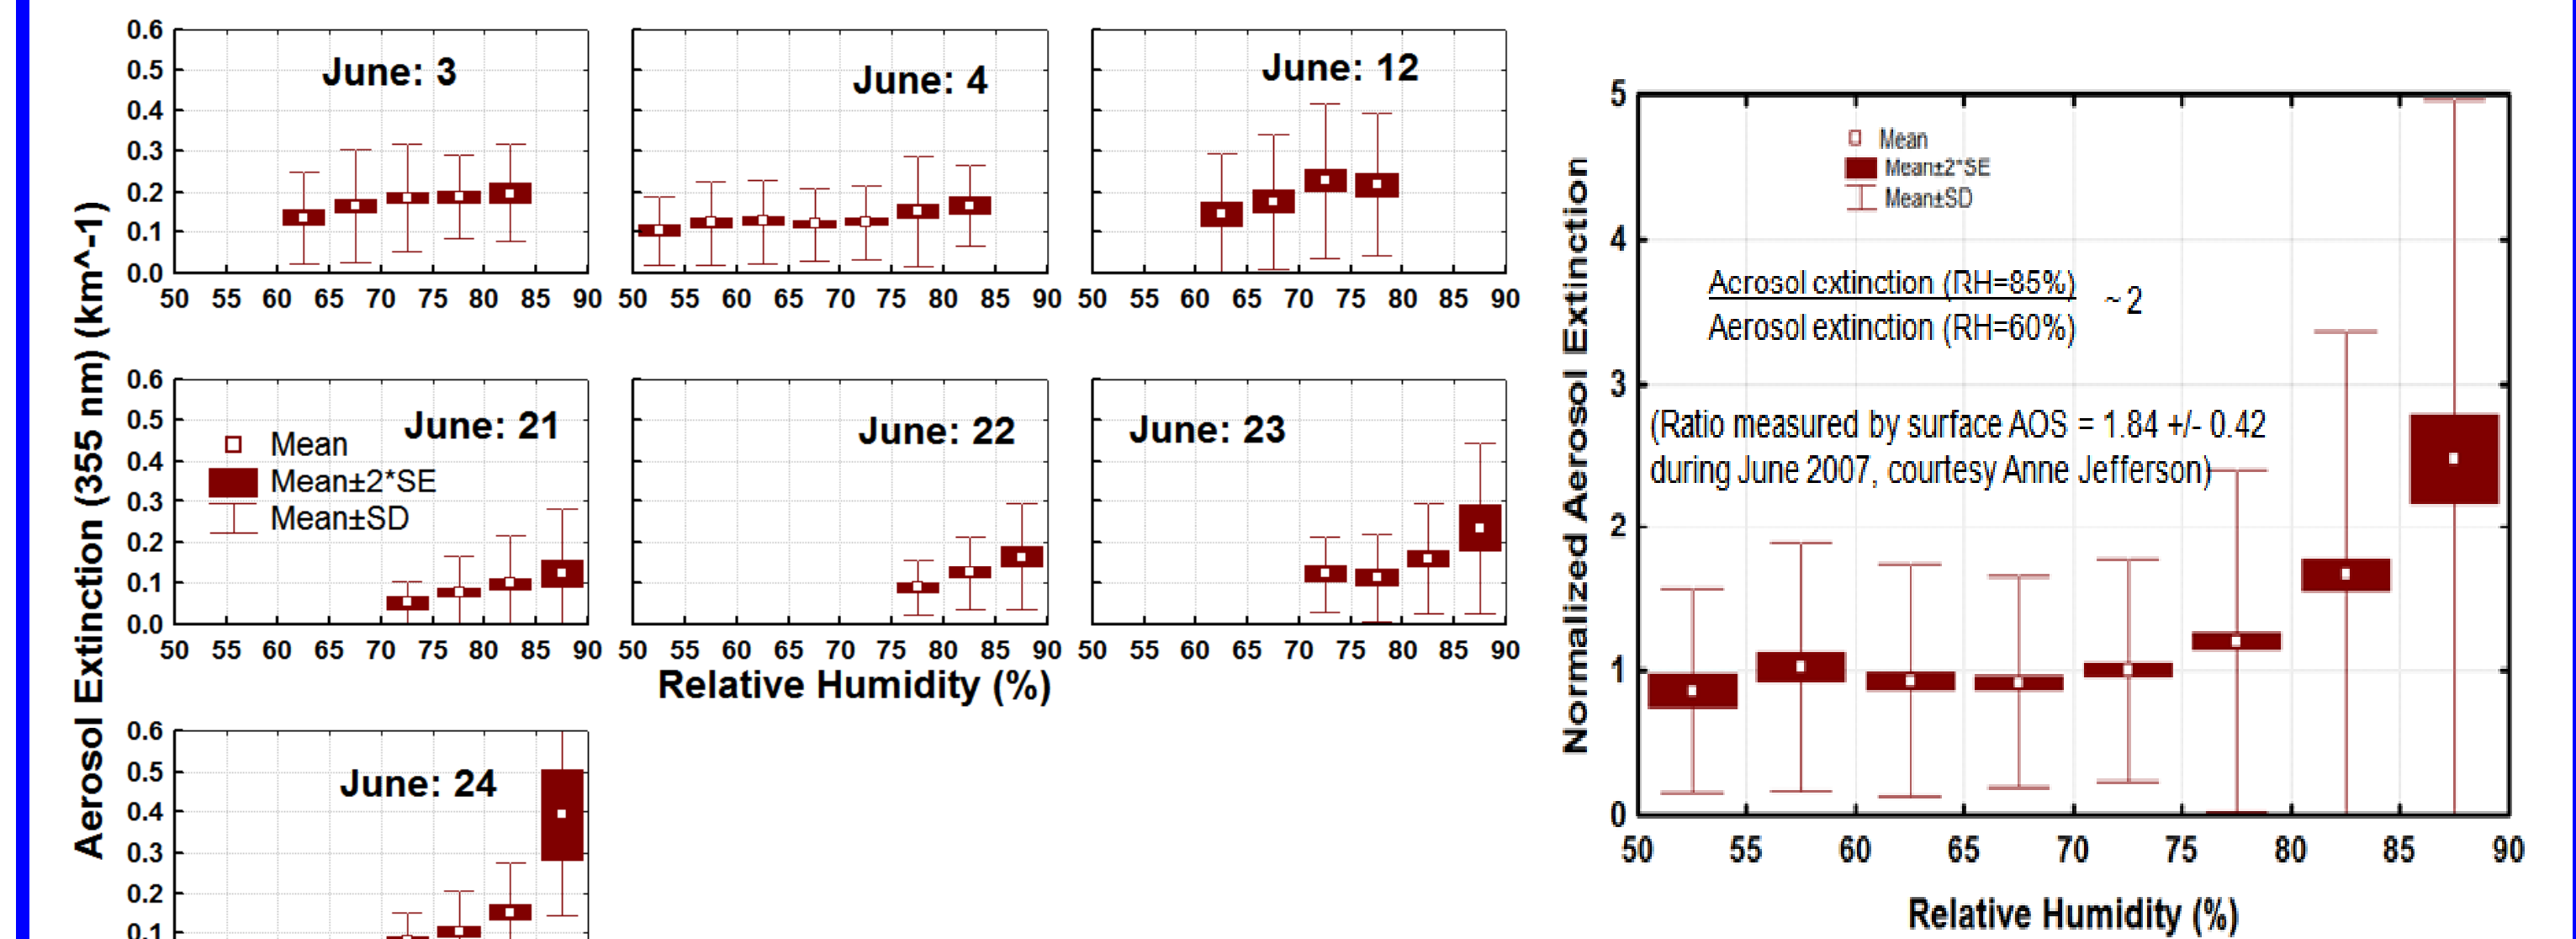 Aerosol Extinction (355 nm) (km^-1)
0.6
0.5
0.4
0.3
0.2
0.1
0.0
June: 3
50 55 60 65 70 75 80 85 90
June: 4
50 55 60 65 70 75 80 85 90
June: 12
50 55 60 65 70 75 80 85 90
0.6
0.5
0.4
0.3
0.2
0.1
0.0
June: 21
Mean
Mean±2*SE
Mean±SD
50 55 60 65 70 75 80 85 90
June: 22
50 55 60 65 70 75 80 85 90
June: 23
50 55 60 65 70 75 80 85 90
Relative Humidity (%)
0.6
0.5
0.4
0.3
0.2
0.1
June: 24
Normalized Aerosol Extinction
5
4
3
2
1
0
Mean
Mean±2*SE
Mean±SD
Aerosol extinction (RH=85%)
~2
Aerosol extinction (RH=60%)
(Ratio measured by surface AOS = 1.84 +/- 0.42
during June 2007, courtesy Anne Jefferson)
50 55 60 65 70 75 80 85 90
Relative Humidity (%)